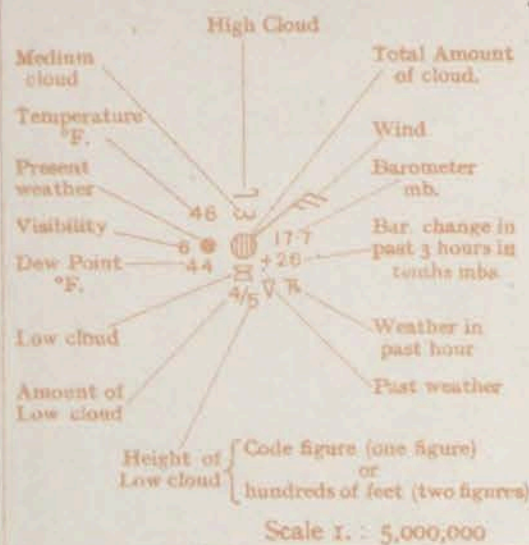 High Cloud
Medium
cloud
Total Amount
of cloud.
Temperature
°F.
Wind
Present
weather
Barometer
mb.
Visibility
Bar. change in
past 3 hours in
tenths mbs.
Dew Point
°F.
46
6
17.7
44
+26
4/5
Low cloud
Weather in
past hour
Amount of
Low cloud
Past weather
Height of
Low cloud
Code figure (one figure)
or
hundreds of feet (two figures)
Scale 1. : 5,000,000